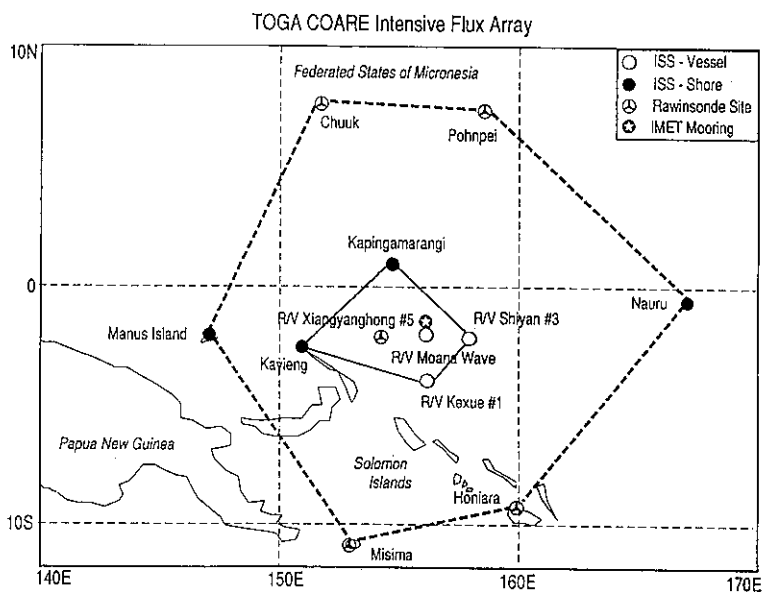 TOGA COARE Intensive Flux Array
10N
Federated States of Micronesia
ISS - Vessel
ISS - Shore
Rawinsonde Site
IMET Mooring
Chuuk
Pohnpei
Kapingamarangi
0
Nauru
R/V Xiangyanghong #5
R/V Shiyan #3
Manus Island
Kavieng
R/V Moana Wave
R/V Kexue #1
Papua New Guinea
Solomon
Islands
Honiara
10S
Misima
140E
150E
160E
170E